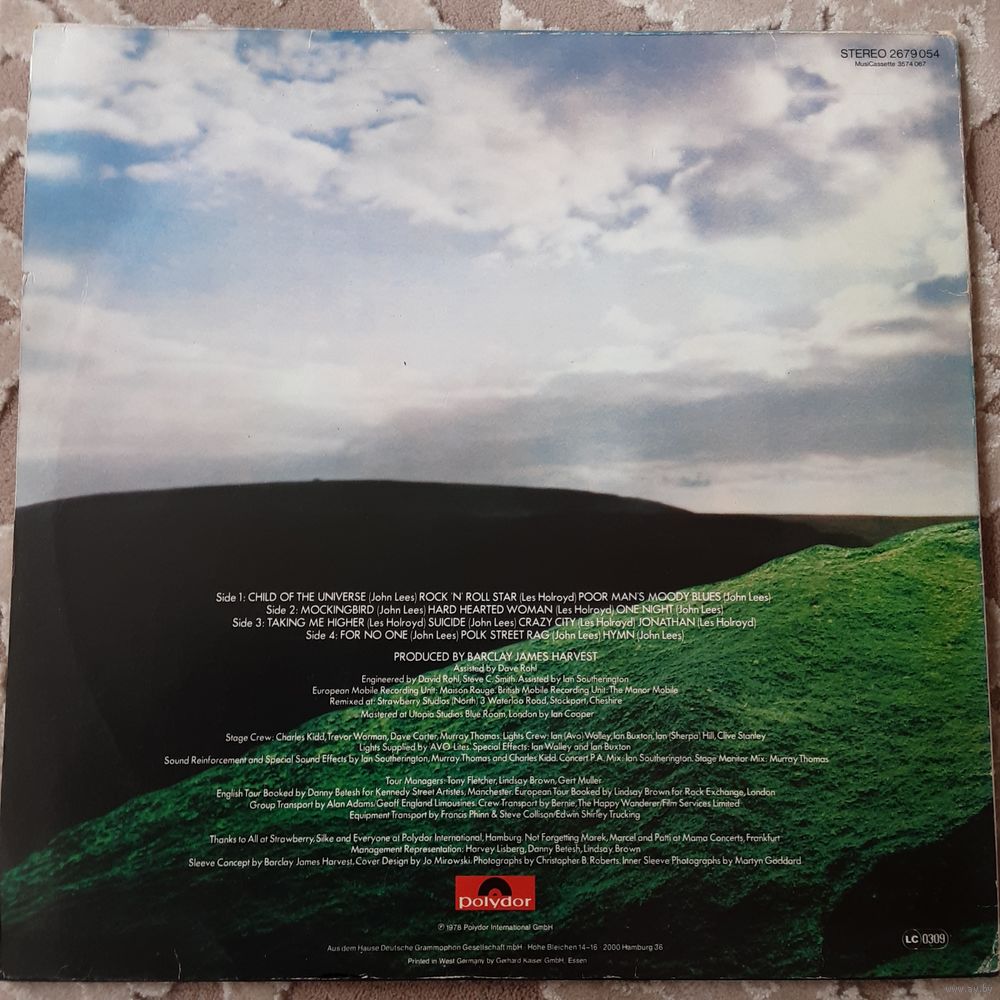 STEREO 2679 054
MusiCassette 3574 067
Side 1: CHILD OF THE UNIVERSE (John Lees) ROCK 'N' ROLL STAR (Les Holroyd) POOR MAN'S MOODY BLUES (John Lees)
Side 2: MOCKINGBIRD (John Lees) HARD HEARTED WOMAN (Les Holroyd) ONE NIGHT (John Lees)
Side 3: TAKING ME HIGHER (Les Holroyd) SUICIDE (John Lees) CRAZY CITY (Les Holroyd) JONATHAN (Les Holroyd)
Side 4: FOR NO ONE (John Lees) POLK STREET RAG (John Lees) HYMN (John Lees)
PRODUCED BY BARCLAY JAMES HARVEST
Assisted by Dave Rohl
Engineered by David Rohl, Steve C. Smith. Assisted by Ian Southerington
European Mobile Recording Unit: Maison Rouge. British Mobile Recording Unit: The Manor Mobile
Remixed at: Strawberry Studios (North) 3 Waterloo Road, Stockport, Cheshire
Mastered at Utopia Studios Blue Room, London by Ian Cooper
Stage Crew: Charles Kidd, Trevor Worman, Dave Carter, Murray Thomas: Lights Crew: Ian (Avo) Walley, Ian Buxton, Ian (Sherpa) Hill, Clive Stanley
Lights Supplied by AVO Lites. Special Effects: Ian Walley and Ian Buxton
Sound Reinforcement and Special Sound Effects by Ian Southerington, Murray Thomas and Charles Kidd. Concert P.A. Mix: Ian Southerington. Stage Monitor Mix: Murray Thomas
Tour Managers: Tony Fletcher, Lindsay Brown, Gert Muller
English Tour Booked by Danny Betesh for Kennedy Street Artistes, Manchester. European Tour Booked by Lindsay Brown for Rock Exchange, London
Group Transport by Alan Adams/Geoff England Limousines. Crew Transport by Bernie, The Happy Wanderer/Film Services Limited
Equipment Transport by Francis Phinn & Steve Collison/Edwin Shirley Trucking
Thanks to All at Strawberry, Silke and Everyone at Polydor International, Hamburg. Not Forgetting Marek, Marcel and Patti at Mama Concerts, Frankfurt
Management Representation: Harvey Lisberg, Danny Betesh, Lindsay Brown
Sleeve Concept by Barclay James Harvest, Cover Design by Jo Mirowski. Photographs by Christopher B. Roberts. Inner Sleeve Photographs by Martyn Goddard
polydor
℗ 1978 Polydor International GmbH
LC 0309
Aus dem Hause Deutsche Grammophon Gesellschaft mbH · Hohe Bleichen 14-16 · 2000 Hamburg 36
Printed in West Germany by Gerhard Kaiser GmbH, Essen
www.ay.by